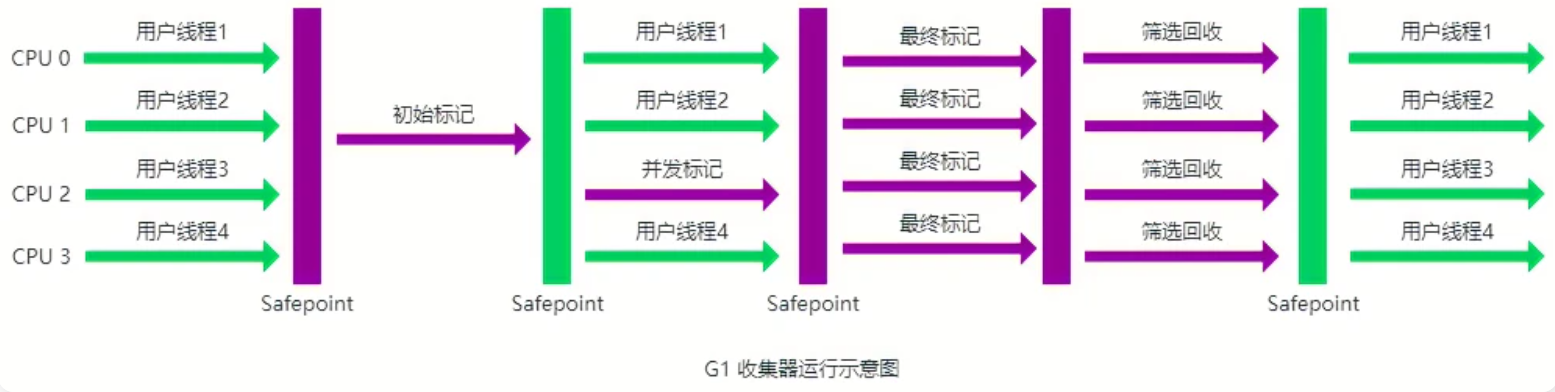 用户线程1 用户线程1 最终标记 筛选回收 用户线程1
CPU 0
用户线程2 用户线程2 最终标记 筛选回收 用户线程2
CPU 1 初始标记
用户线程3 并发标记 最终标记 筛选回收 用户线程3
CPU 2
用户线程4 用户线程4 最终标记 筛选回收 用户线程4
CPU 3
Safepoint Safepoint Safepoint Safepoint
G1 收集器运行示意图